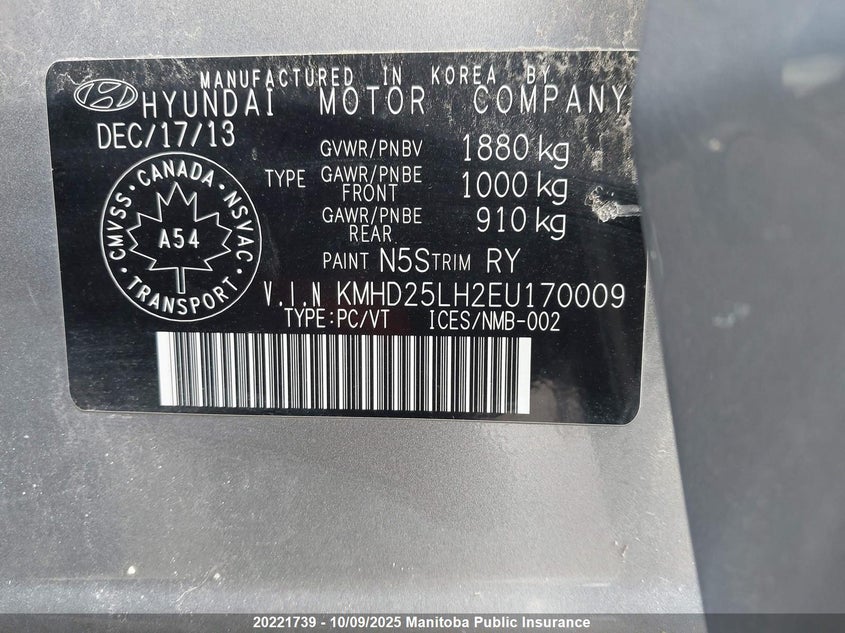 MANUFACTURED IN KOREA BY
HYUNDAI MOTOR COMPANY
DEC/17/13
GVWR/PNBV 1880 kg
TYPE GAWR/PNBE FRONT 1000 kg
GAWR/PNBE REAR 910 kg
PAINT N5S TRIM RY
CMVSS · CANADA · NSVAC · TRANSPORT ·
A54
V.I.N KMHD25LH2EU170009
TYPE:PC/VT ICES/NMB-002
20221739 - 10/09/2025 Manitoba Public Insurance